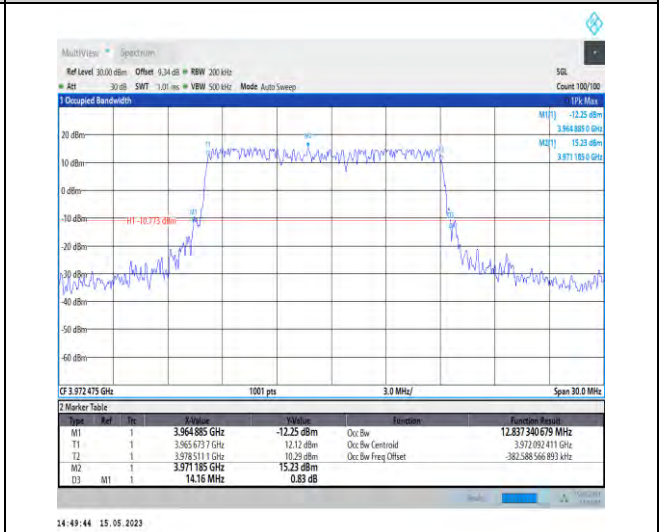 MultiView Spectrum
Ref Level 30.00 dBm Offset 9.34 dB RBW 200 kHz SGL
Att 30 dB SWT 1.01 ms VBW 500 kHz Mode Auto Sweep Count 100/100
1 Occupied Bandwidth 1Pk Max
M1[1] -12.25 dBm
3.964 885 0 GHz
M2[1] 15.23 dBm
3.971 185 0 GHz
20 dBm
10 dBm
0 dBm
-10 dBm
H1 -10.773 dBm
-20 dBm
-30 dBm
-40 dBm
-50 dBm
-60 dBm
M1
T1
M2
CF 3.972 475 GHz 1001 pts 3.0 MHz/ Span 30.0 MHz
2 Marker Table
Type Ref Trc X-Value Y-Value Function Function Result
M1 1 3.964 885 GHz -12.25 dBm Occ Bw 12.837 340 679 MHz
T1 1 3.965 673 7 GHz 12.12 dBm Occ Bw Centroid 3.972 092 411 GHz
T2 1 3.978 511 1 GHz 10.29 dBm Occ Bw Freq Offset -382.588 566 893 kHz
M2 1 3.971 185 GHz 15.23 dBm
D3 M1 1 14.16 MHz 0.83 dB
14:49:44 15.05.2023